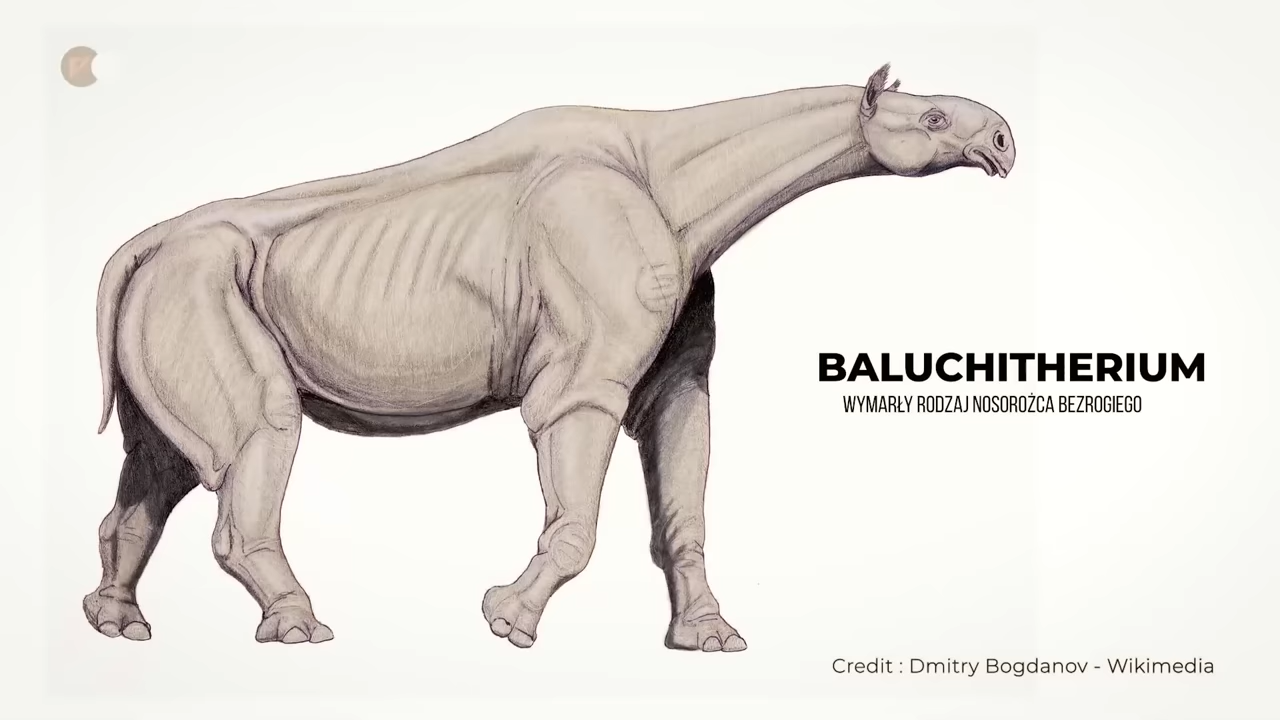 BALUCHITHERIUM
WYMARŁY RODZAJ NOSOROŻCA BEZROGIEGO
Credit : Dmitry Bogdanov - Wikimedia